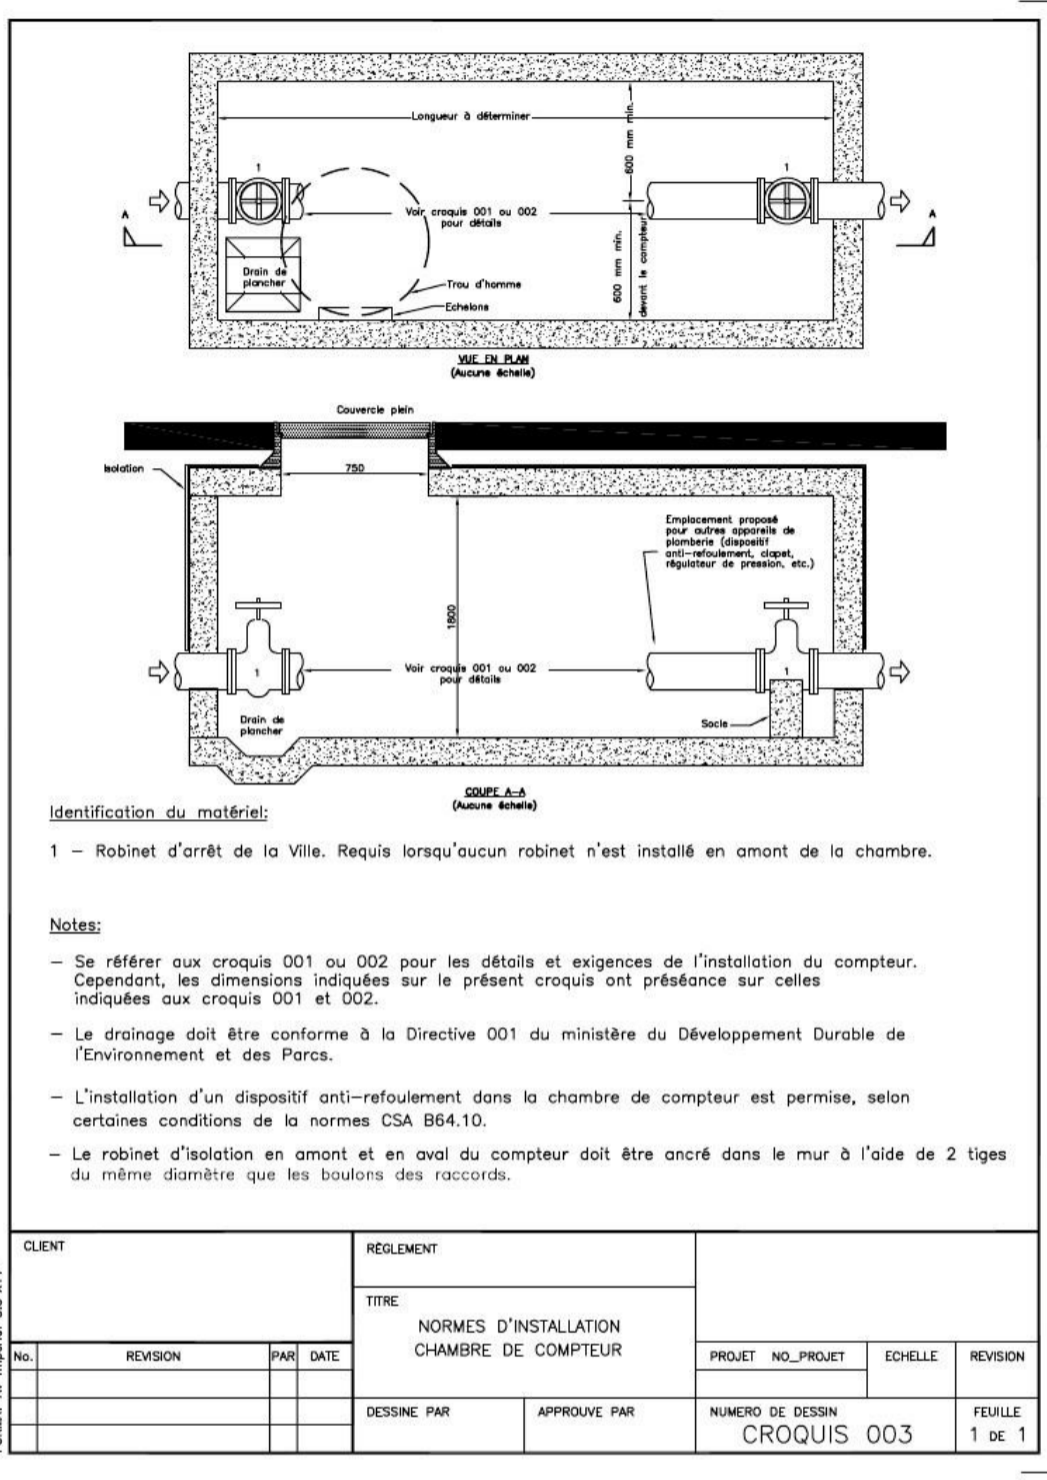 Longueur à déterminer
600 mm min.
1
1
A
A
Voir croquis 001 ou 002
pour détails
600 mm min.
devant le compteur
Drain de
plancher
Trou d'homme
Echelons
VUE EN PLAN
(Aucune échelle)
Couvercle plein
Isolation
750
Emplacement proposé
pour autres appareils de
plomberie (dispositif
anti-refoulement, clapet,
régulateur de pression, etc.)
1800
Voir croquis 001 ou 002
pour détails
1
1
Drain de
plancher
Socle
COUPE A-A
(Aucune échelle)
Identification du matériel:
1 - Robinet d'arrêt de la Ville. Requis lorsqu'aucun robinet n'est installé en amont de la chambre.
Notes:
- Se référer aux croquis 001 ou 002 pour les détails et exigences de l'installation du compteur.
Cependant, les dimensions indiquées sur le présent croquis ont préséance sur celles
indiquées aux croquis 001 et 002.
- Le drainage doit être conforme à la Directive 001 du ministère du Développement Durable de
l'Environnement et des Parcs.
- L'installation d'un dispositif anti-refoulement dans la chambre de compteur est permise, selon
certaines conditions de la normes CSA B64.10.
- Le robinet d'isolation en amont et en aval du compteur doit être ancré dans le mur à l'aide de 2 tiges
du même diamètre que les boulons des raccords.
CLIENT
RÈGLEMENT
TITRE
NORMES D'INSTALLATION
CHAMBRE DE COMPTEUR
No. REVISION PAR DATE
PROJET NO_PROJET ECHELLE REVISION
DESSINE PAR APPROUVE PAR NUMERO DE DESSIN FEUILLE
CROQUIS 003 1 DE 1